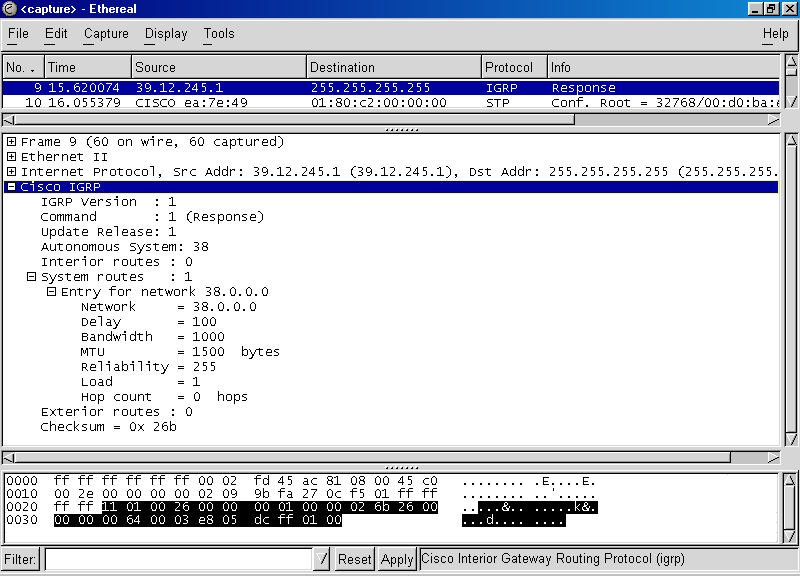 <capture> - Ethereal
File Edit Capture Display Tools Help
No. . Time Source Destination Protocol Info
9 15.620074 39.12.245.1 255.255.255.255 IGRP Response
10 16.055379 CISCO ea:7e:49 01:80:c2:00:00:00 STP Conf. Root = 32768/00:d0:ba:e
Frame 9 (60 on wire, 60 captured)
Ethernet II
Internet Protocol, Src Addr: 39.12.245.1 (39.12.245.1), Dst Addr: 255.255.255.255 (255.255.255.
Cisco IGRP
IGRP Version : 1
Command : 1 (Response)
Update Release: 1
Autonomous System: 38
Interior routes : 0
System routes : 1
Entry for network 38.0.0.0
Network = 38.0.0.0
Delay = 100
Bandwidth = 1000
MTU = 1500 bytes
Reliability = 255
Load = 1
Hop count = 0 hops
Exterior routes : 0
Checksum = 0x 26b
0000 ff ff ff ff ff ff 00 02 fd 45 ac 81 08 00 45 c0 ........ .E....E.
0010 00 2e 00 00 00 00 02 09 9b fa 27 0c f5 01 ff ff ........ ..'.....
0020 ff ff 11 01 00 26 00 00 00 01 00 00 02 6b 26 00 .....&.. .....k&.
0030 00 00 00 64 00 03 e8 05 dc ff 01 00 ...d.... ....
Filter: Reset Apply Cisco Interior Gateway Routing Protocol (igrp)